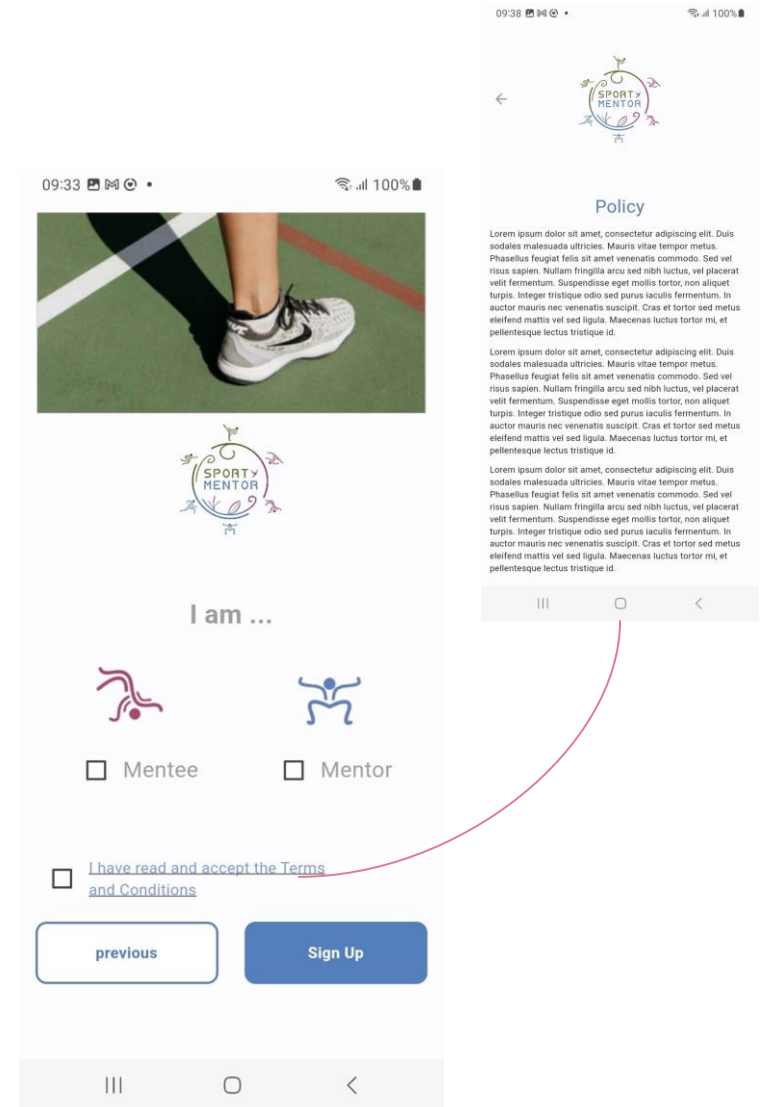 09:33
100%
SPORTY
MENTOR
I am ...
Mentee
Mentor
I have read and accept the Terms
and Conditions
previous
Sign Up
09:38
100%
SPORTY
MENTOR
Policy
Lorem ipsum dolor sit amet, consectetur adipiscing elit. Duis
sodales malesuada ultricies. Mauris vitae tempor metus.
Phasellus feugiat felis sit amet venenatis commodo. Sed vel
risus sapien. Nullam fringilla arcu sed nibh luctus, vel placerat
velit fermentum. Suspendisse eget mollis tortor, non aliquet
turpis. Integer tristique odio sed purus iaculis fermentum. In
auctor mauris nec venenatis suscipit. Cras et tortor sed metus
eleifend mattis vel sed ligula. Maecenas luctus tortor mi, et
pellentesque lectus tristique id.
Lorem ipsum dolor sit amet, consectetur adipiscing elit. Duis
sodales malesuada ultricies. Mauris vitae tempor metus.
Phasellus feugiat felis sit amet venenatis commodo. Sed vel
risus sapien. Nullam fringilla arcu sed nibh luctus, vel placerat
velit fermentum. Suspendisse eget mollis tortor, non aliquet
turpis. Integer tristique odio sed purus iaculis fermentum. In
auctor mauris nec venenatis suscipit. Cras et tortor sed metus
eleifend mattis vel sed ligula. Maecenas luctus tortor mi, et
pellentesque lectus tristique id.
Lorem ipsum dolor sit amet, consectetur adipiscing elit. Duis
sodales malesuada ultricies. Mauris vitae tempor metus.
Phasellus feugiat felis sit amet venenatis commodo. Sed vel
risus sapien. Nullam fringilla arcu sed nibh luctus, vel placerat
velit fermentum. Suspendisse eget mollis tortor, non aliquet
turpis. Integer tristique odio sed purus iaculis fermentum. In
auctor mauris nec venenatis suscipit. Cras et tortor sed metus
eleifend mattis vel sed ligula. Maecenas luctus tortor mi, et
pellentesque lectus tristique id.